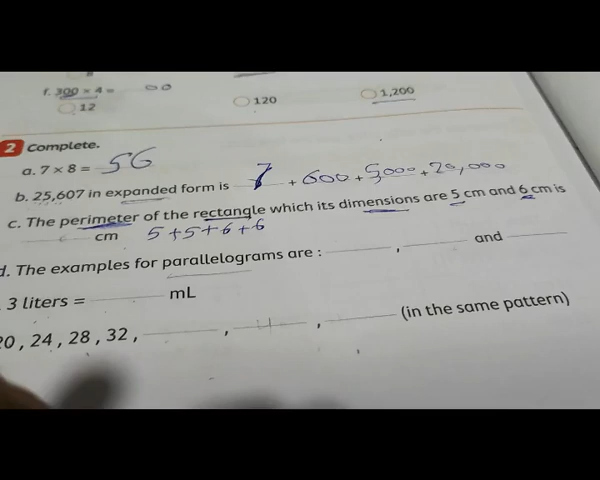 f. 300 × 4 =
12
120
1,200
2 Complete.
a. 7 × 8 = 56
b. 25,607 in expanded form is 7 + 600 + 5000 + 20,000
c. The perimeter of the rectangle which its dimensions are 5 cm and 6 cm is
cm 5+5+6+6
d. The examples for parallelograms are : , and
3 liters = mL
20 , 24 , 28 , 32 , , , (in the same pattern)